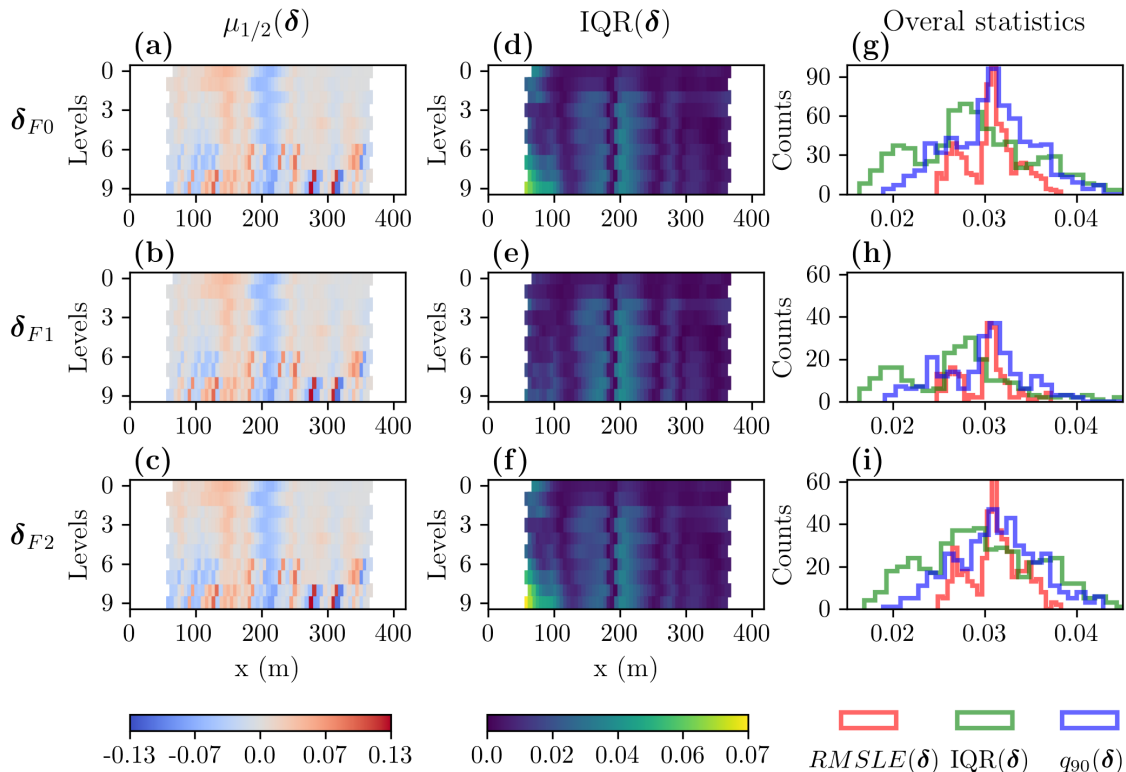 μ1/2(δ) IQR(δ) Overal statistics
(a) (d) (g)
δF0 Levels 0 3 6 9 Levels 0 3 6 9 Counts 90 60 30 0
0 100 200 300 400 0 100 200 300 400 0.02 0.03 0.04
(b) (e) (h)
δF1 Levels 0 3 6 9 Levels 0 3 6 9 Counts 60 40 20 0
0 100 200 300 400 0 100 200 300 400 0.02 0.03 0.04
(c) (f) (i)
δF2 Levels 0 3 6 9 Levels 0 3 6 9 Counts 60 40 20 0
0 100 200 300 400 0 100 200 300 400 0.02 0.03 0.04
x (m) x (m)
-0.13 -0.07 0.0 0.07 0.13 0.0 0.02 0.04 0.06 0.07 RMSLE(δ) IQR(δ) q90(δ)